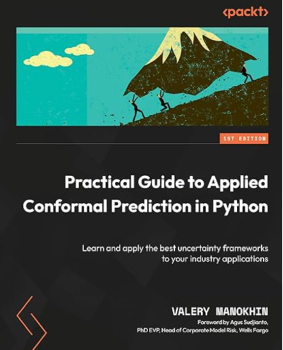 <packt>
1ST EDITION
Practical Guide to Applied
Conformal Prediction in Python
Learn and apply the best uncertainty frameworks
to your industry applications
VALERY MANOKHIN
Foreword by Agus Sudjianto,
PhD EVP, Head of Corporate Model Risk, Wells Fargo